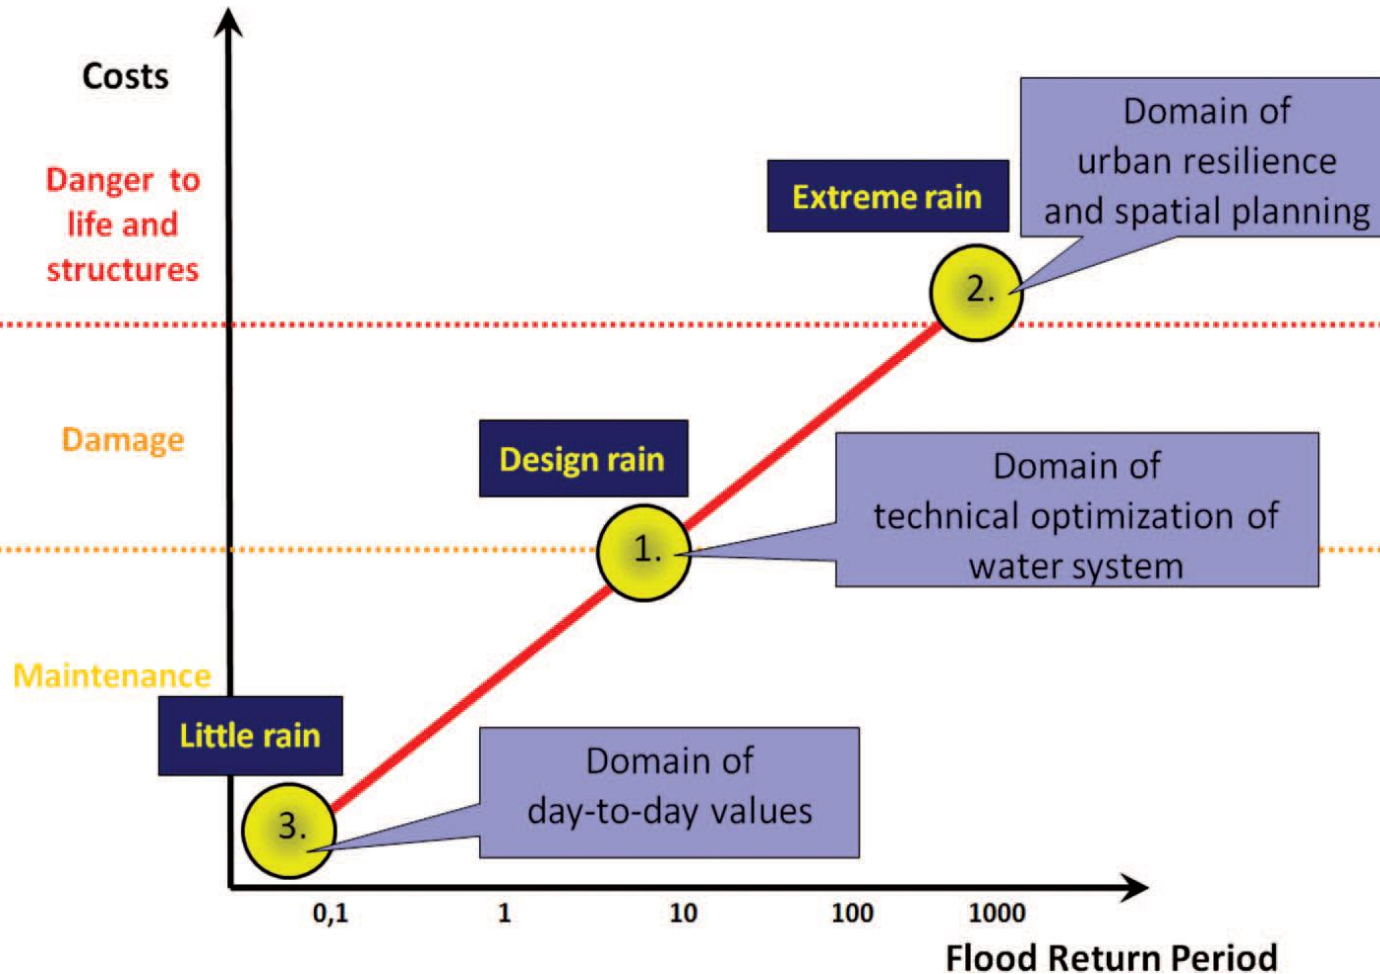 Costs
Danger to
life and
structures
Damage
Maintenance
Extreme rain
2.
Domain of
urban resilience
and spatial planning
Design rain
1.
Domain of
technical optimization of
water system
Little rain
3.
Domain of
day-to-day values
0,1 1 10 100 1000
Flood Return Period